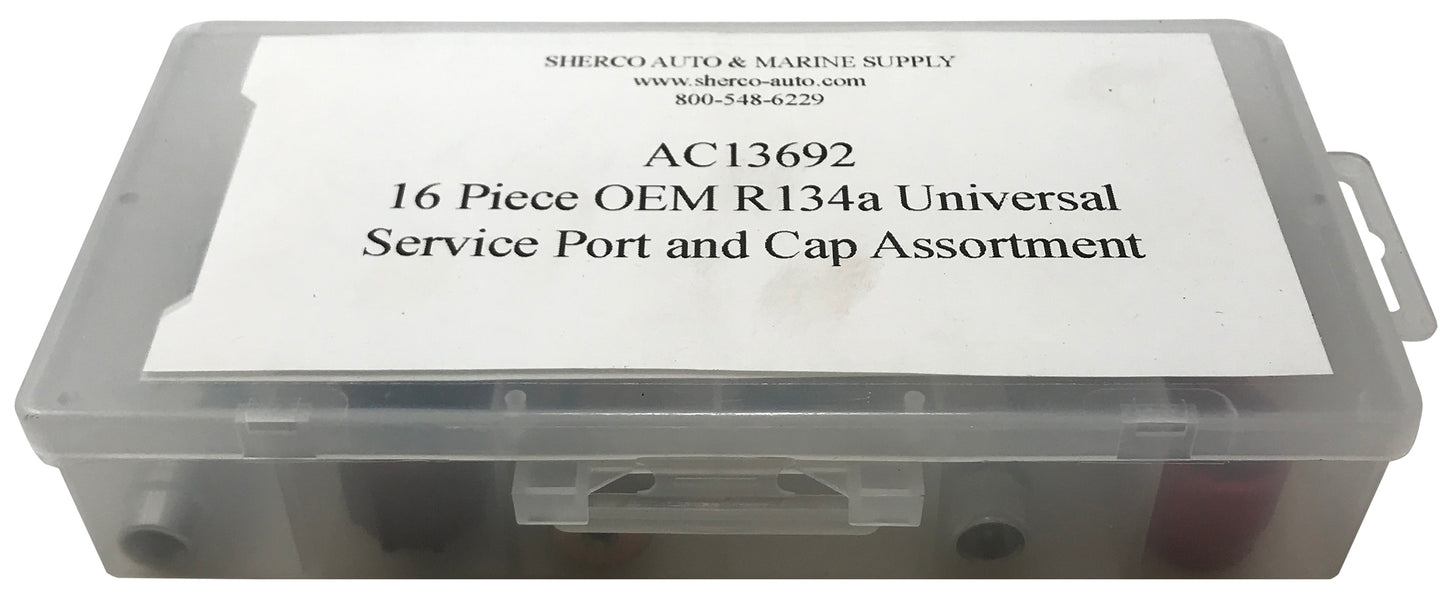 SHERCO AUTO & MARINE SUPPLY
www.sherco-auto.com
800-548-6229
AC13692
16 Piece OEM R134a Universal
Service Port and Cap Assortment